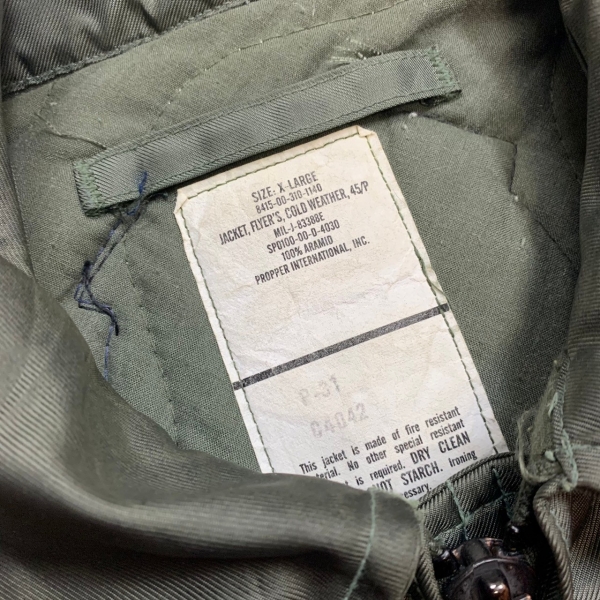 SIZE: X-LARGE
8415-00-310-1140
JACKET, FLYER'S, COLD WEATHER, 45/P
MIL-J-83388E
SPO100-00-D-4030
100% ARAMID
PROPPER INTERNATIONAL, INC.
P-31
C4042
This jacket is made of fire resistant
material. No other special resistant
is required. DRY CLEAN
NOT STARCH. Ironing